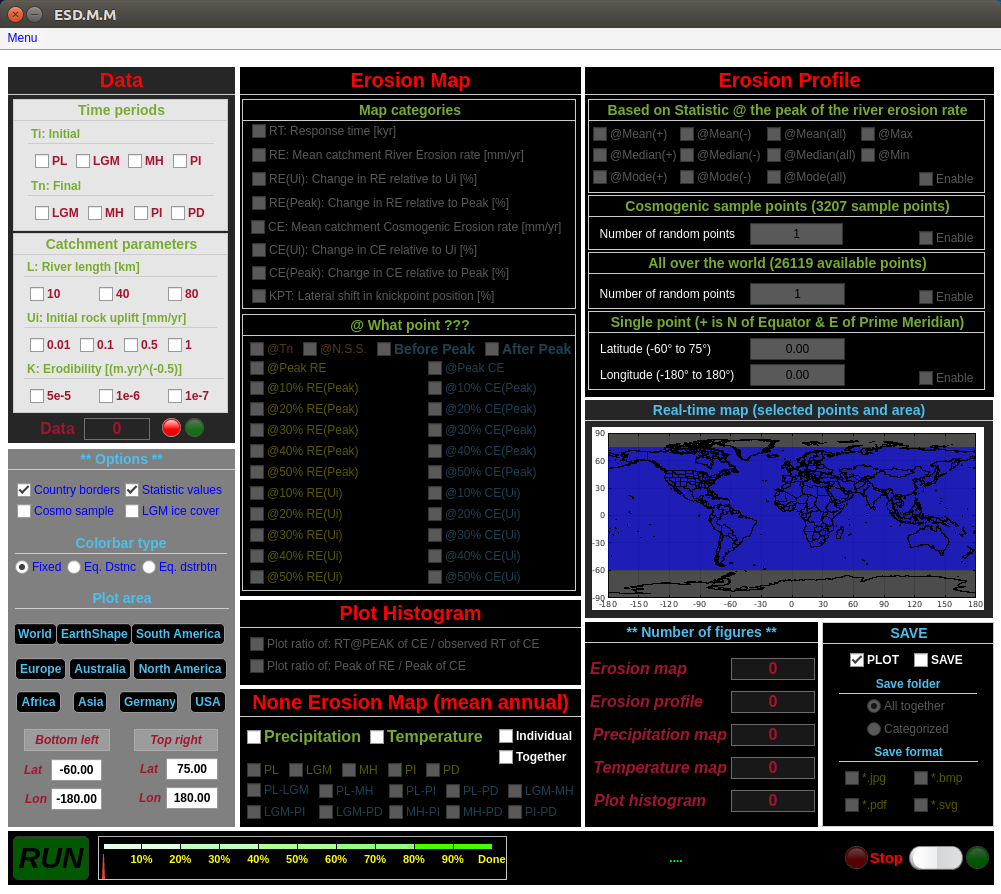 ESD.M.M
Menu
Data
Time periods
Ti: Initial
PL LGM MH PI
Tn: Final
LGM MH PI PD
Catchment parameters
L: River length [km]
10 40 80
Ui: Initial rock uplift [mm/yr]
0.01 0.1 0.5 1
K: Erodibility [(m.yr)^(-0.5)]
5e-5 1e-6 1e-7
Data 0
** Options **
Country borders Statistic values
Cosmo sample LGM ice cover
Colorbar type
Fixed Eq. Dstnc Eq. dstrbtn
Plot area
World EarthShape South America
Europe Australia North America
Africa Asia Germany USA
Bottom left Top right
Lat -60.00 Lat 75.00
Lon -180.00 Lon 180.00
Erosion Map
Map categories
RT: Response time [kyr]
RE: Mean catchment River Erosion rate [mm/yr]
RE(Ui): Change in RE relative to Ui [%]
RE(Peak): Change in RE relative to Peak [%]
CE: Mean catchment Cosmogenic Erosion rate [mm/yr]
CE(Ui): Change in CE relative to Ui [%]
CE(Peak): Change in CE relative to Peak [%]
KPT: Lateral shift in knickpoint position [%]
@ What point ???
@Tn @N.S.S. Before Peak After Peak
@Peak RE @Peak CE
@10% RE(Peak) @10% CE(Peak)
@20% RE(Peak) @20% CE(Peak)
@30% RE(Peak) @30% CE(Peak)
@40% RE(Peak) @40% CE(Peak)
@50% RE(Peak) @50% CE(Peak)
@10% RE(Ui) @10% CE(Ui)
@20% RE(Ui) @20% CE(Ui)
@30% RE(Ui) @30% CE(Ui)
@40% RE(Ui) @40% CE(Ui)
@50% RE(Ui) @50% CE(Ui)
Plot Histogram
Plot ratio of: RT@PEAK of CE / observed RT of CE
Plot ratio of: Peak of RE / Peak of CE
None Erosion Map (mean annual)
Precipitation Temperature Individual
Together
PL LGM MH PI PD
PL-LGM PL-MH PL-PI PL-PD LGM-MH
LGM-PI LGM-PD MH-PI MH-PD PI-PD
Erosion Profile
Based on Statistic @ the peak of the river erosion rate
@Mean(+) @Mean(-) @Mean(all) @Max
@Median(+) @Median(-) @Median(all) @Min
@Mode(+) @Mode(-) @Mode(all) Enable
Cosmogenic sample points (3207 sample points)
Number of random points 1 Enable
All over the world (26119 available points)
Number of random points 1 Enable
Single point (+ is N of Equator & E of Prime Meridian)
Latitude (-60° to 75°) 0.00
Longitude (-180° to 180°) 0.00 Enable
Real-time map (selected points and area)
90
60
30
0
-30
-60
-90
-180 -150 -120 -90 -60 -30 0 30 60 90 120 150 180
** Number of figures **
Erosion map 0
Erosion profile 0
Precipitation map 0
Temperature map 0
Plot histogram 0
SAVE
PLOT SAVE
Save folder
All together
Categorized
Save format
*.jpg *.bmp
*.pdf *.svg
RUN
10% 20% 30% 40% 50% 60% 70% 80% 90% Done
....
Stop